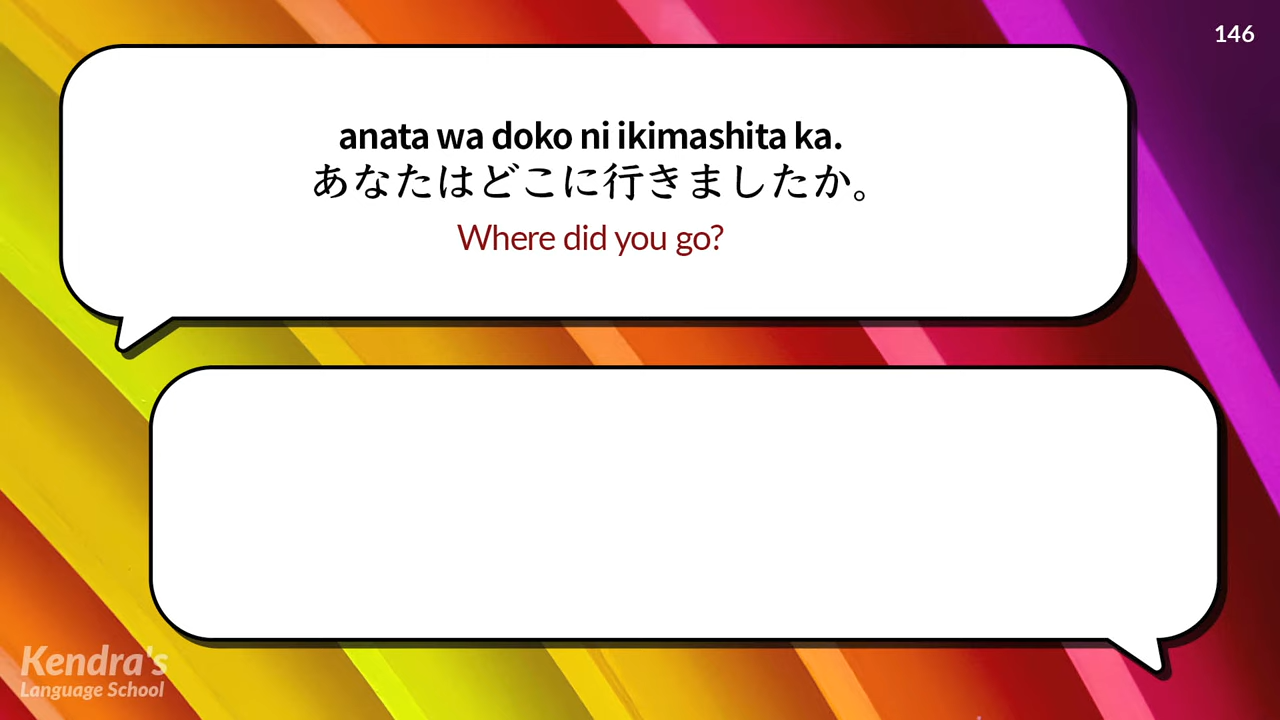 146
anata wa doko ni ikimashita ka.
あなたはどこに行きましたか。
Where did you go?
Kendra's
Language School